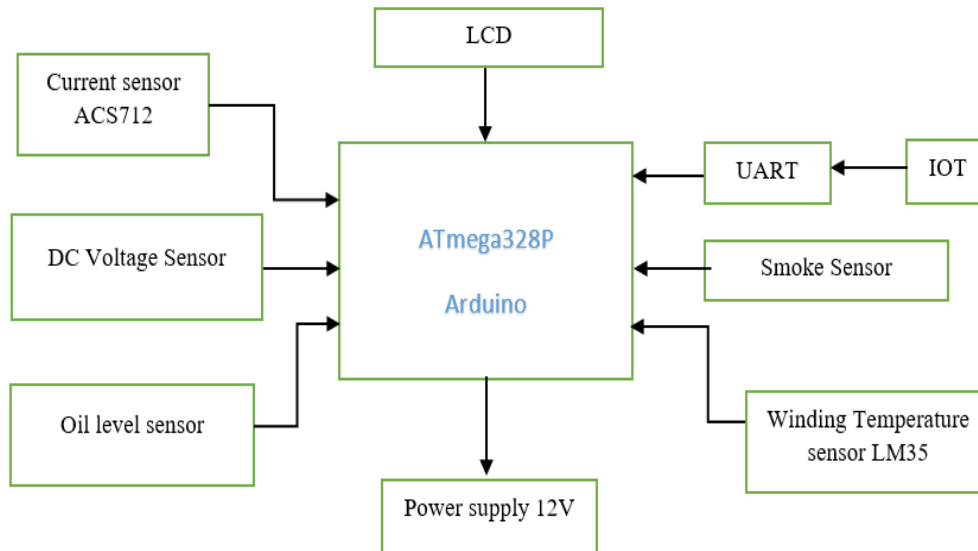 LCD
Current sensor
ACS712
UART
IOT
DC Voltage Sensor
ATmega328P
Arduino
Smoke Sensor
Oil level sensor
Winding Temperature
sensor LM35
Power supply 12V